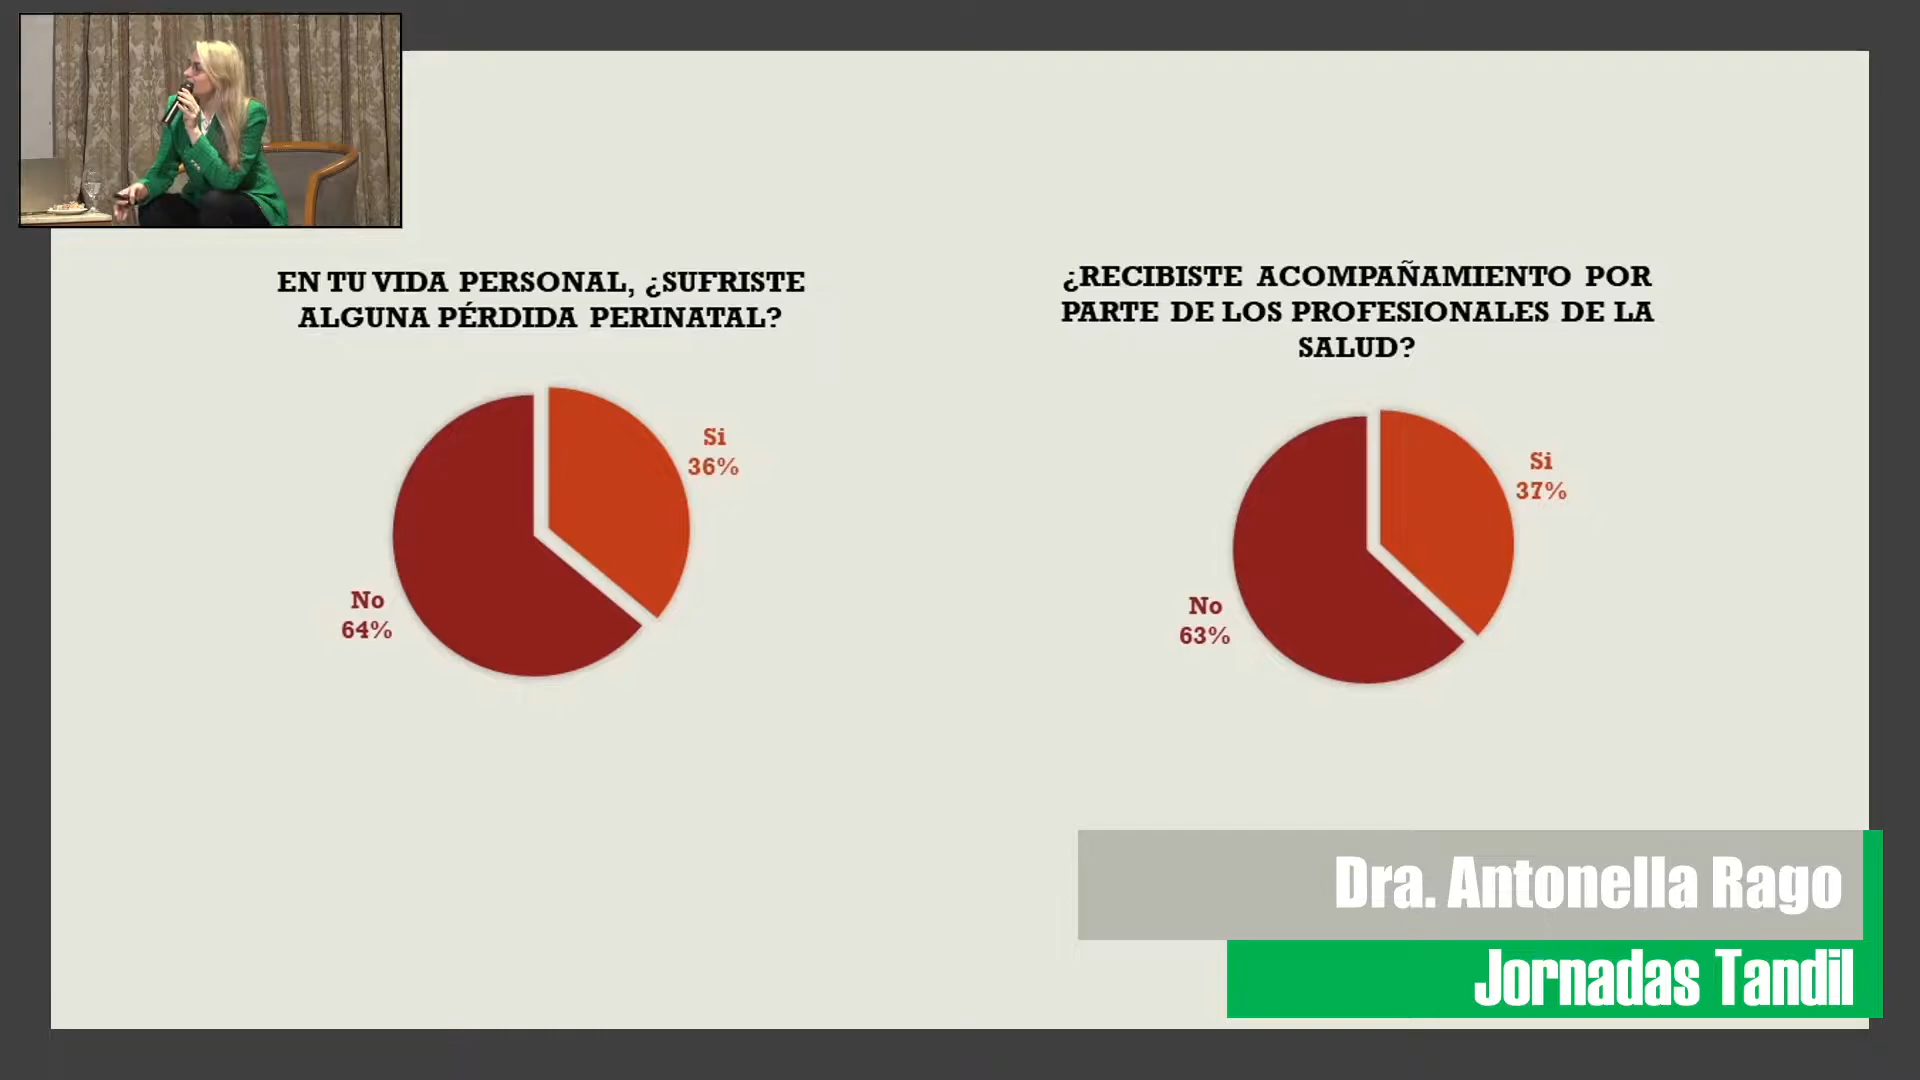 EN TU VIDA PERSONAL, ¿SUFRISTE
ALGUNA PÉRDIDA PERINATAL?
Si
36%
No
64%
¿RECIBISTE ACOMPAÑAMIENTO POR
PARTE DE LOS PROFESIONALES DE LA
SALUD?
Si
37%
No
63%
Dra. Antonella Rago
Jornadas Tandil